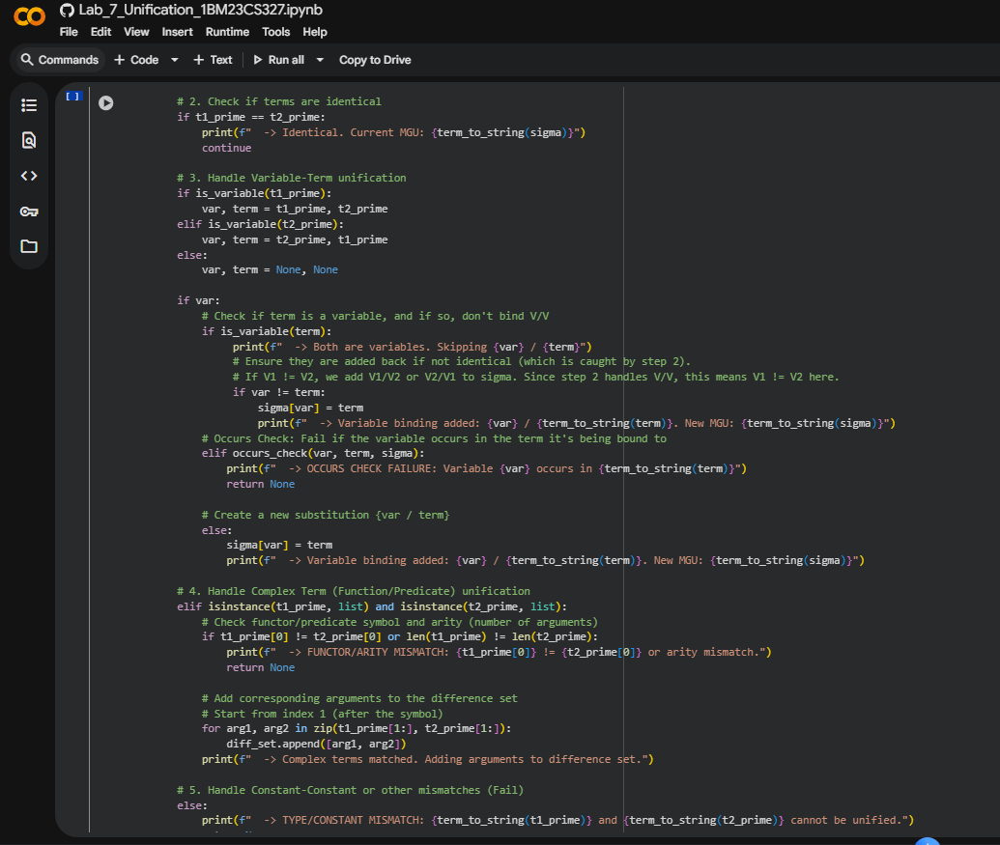 Lab_7_Unification_1BM23CS327.ipynb
File Edit View Insert Runtime Tools Help
Commands + Code + Text Run all Copy to Drive
[ ]
# 2. Check if terms are identical
if t1_prime == t2_prime:
print(f"  -> Identical. Current MGU: {term_to_string(sigma)}")
continue
# 3. Handle Variable-Term unification
if is_variable(t1_prime):
var, term = t1_prime, t2_prime
elif is_variable(t2_prime):
var, term = t2_prime, t1_prime
else:
var, term = None, None
if var:
# Check if term is a variable, and if so, don't bind V/V
if is_variable(term):
print(f"  -> Both are variables. Skipping {var} / {term}")
# Ensure they are added back if not identical (which is caught by step 2).
# If V1 != V2, we add V1/V2 or V2/V1 to sigma. Since step 2 handles V/V, this means V1 != V2 here.
if var != term:
sigma[var] = term
print(f"  -> Variable binding added: {var} / {term_to_string(term)}. New MGU: {term_to_string(sigma)}")
# Occurs Check: Fail if the variable occurs in the term it's being bound to
elif occurs_check(var, term, sigma):
print(f"  -> OCCURS CHECK FAILURE: Variable {var} occurs in {term_to_string(term)}")
return None
# Create a new substitution {var / term}
else:
sigma[var] = term
print(f"  -> Variable binding added: {var} / {term_to_string(term)}. New MGU: {term_to_string(sigma)}")
# 4. Handle Complex Term (Function/Predicate) unification
elif isinstance(t1_prime, list) and isinstance(t2_prime, list):
# Check functor/predicate symbol and arity (number of arguments)
if t1_prime[0] != t2_prime[0] or len(t1_prime) != len(t2_prime):
print(f"  -> FUNCTOR/ARITY MISMATCH: {t1_prime[0]} != {t2_prime[0]} or arity mismatch.")
return None
# Add corresponding arguments to the difference set
# Start from index 1 (after the symbol)
for arg1, arg2 in zip(t1_prime[1:], t2_prime[1:]):
diff_set.append([arg1, arg2])
print(f"  -> Complex terms matched. Adding arguments to difference set.")
# 5. Handle Constant-Constant or other mismatches (Fail)
else:
print(f"  -> TYPE/CONSTANT MISMATCH: {term_to_string(t1_prime)} and {term_to_string(t2_prime)} cannot be unified.")